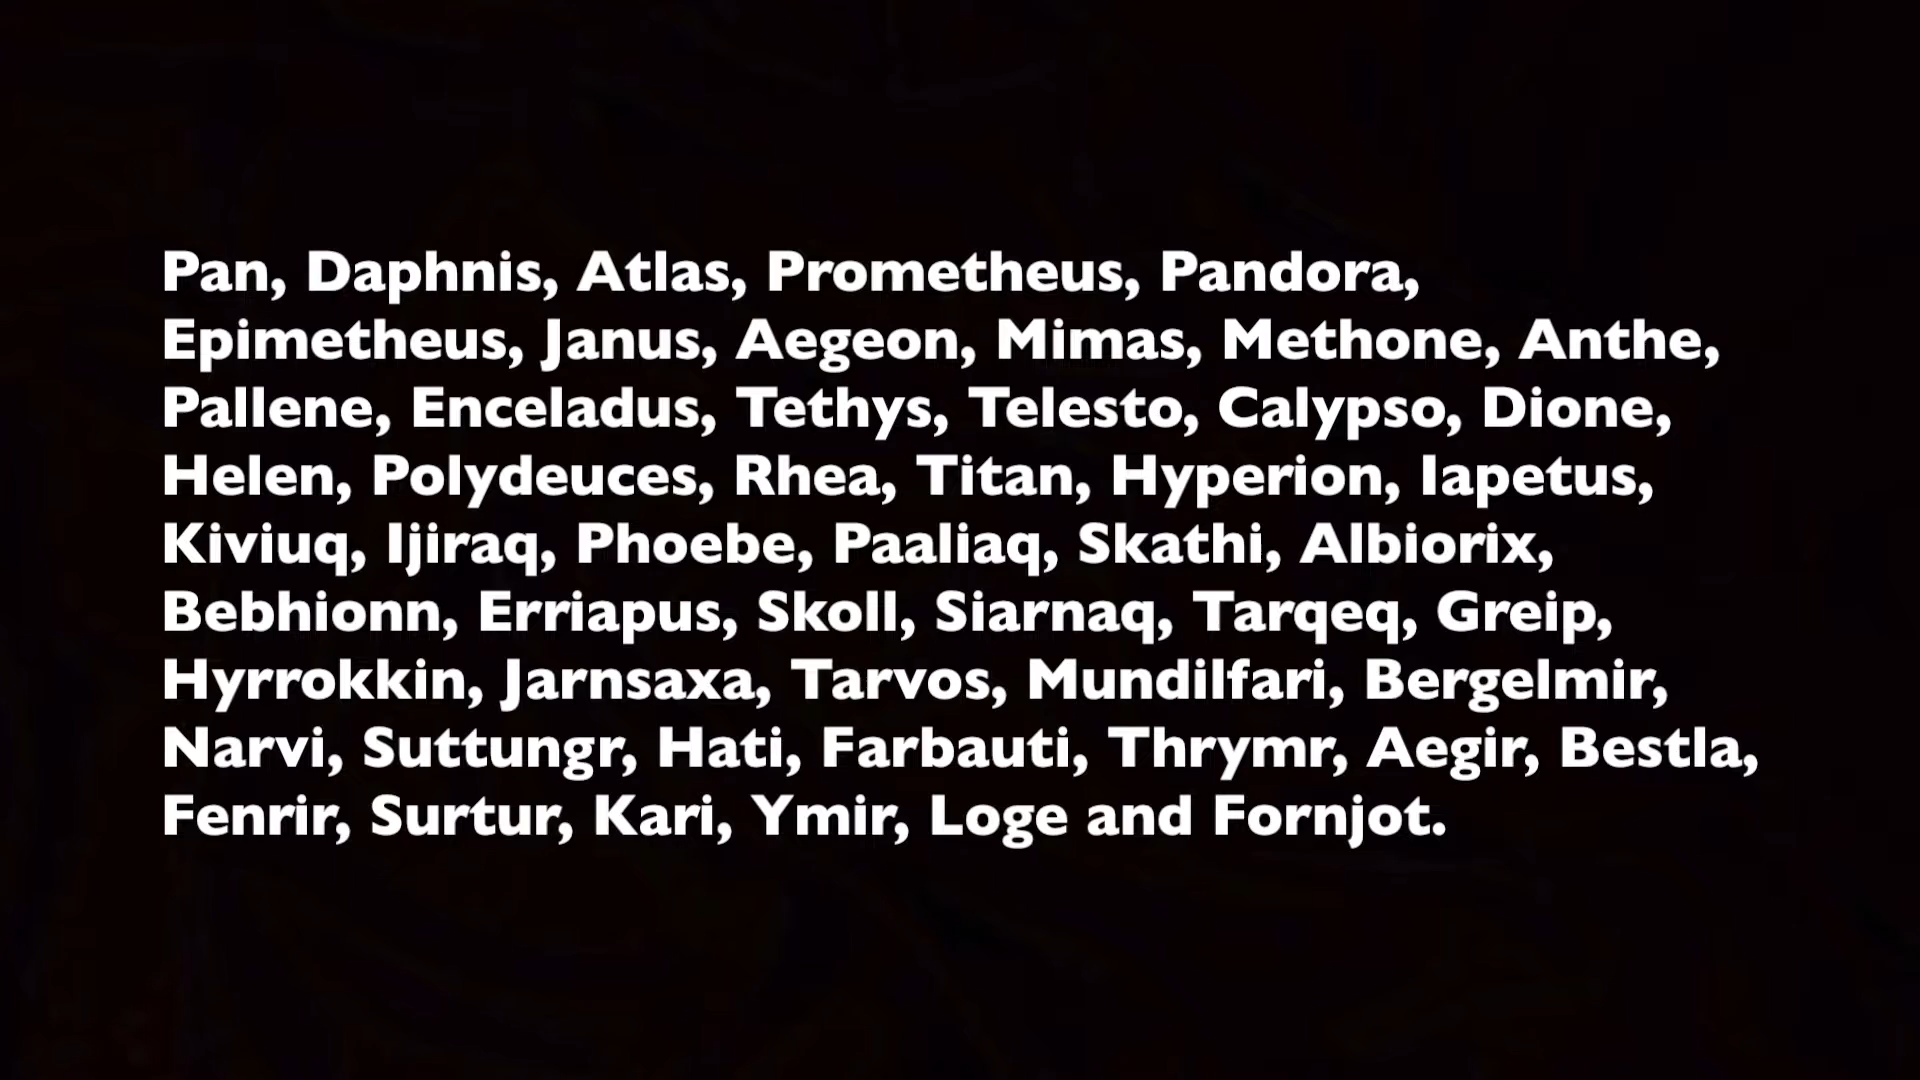 Pan, Daphnis, Atlas, Prometheus, Pandora,
Epimetheus, Janus, Aegeon, Mimas, Methone, Anthe,
Pallene, Enceladus, Tethys, Telesto, Calypso, Dione,
Helen, Polydeuces, Rhea, Titan, Hyperion, Iapetus,
Kiviuq, Ijiraq, Phoebe, Paaliaq, Skathi, Albiorix,
Bebhionn, Erriapus, Skoll, Siarnaq, Tarqeq, Greip,
Hyrrokkin, Jarnsaxa, Tarvos, Mundilfari, Bergelmir,
Narvi, Suttungr, Hati, Farbauti, Thrymr, Aegir, Bestla,
Fenrir, Surtur, Kari, Ymir, Loge and Fornjot.